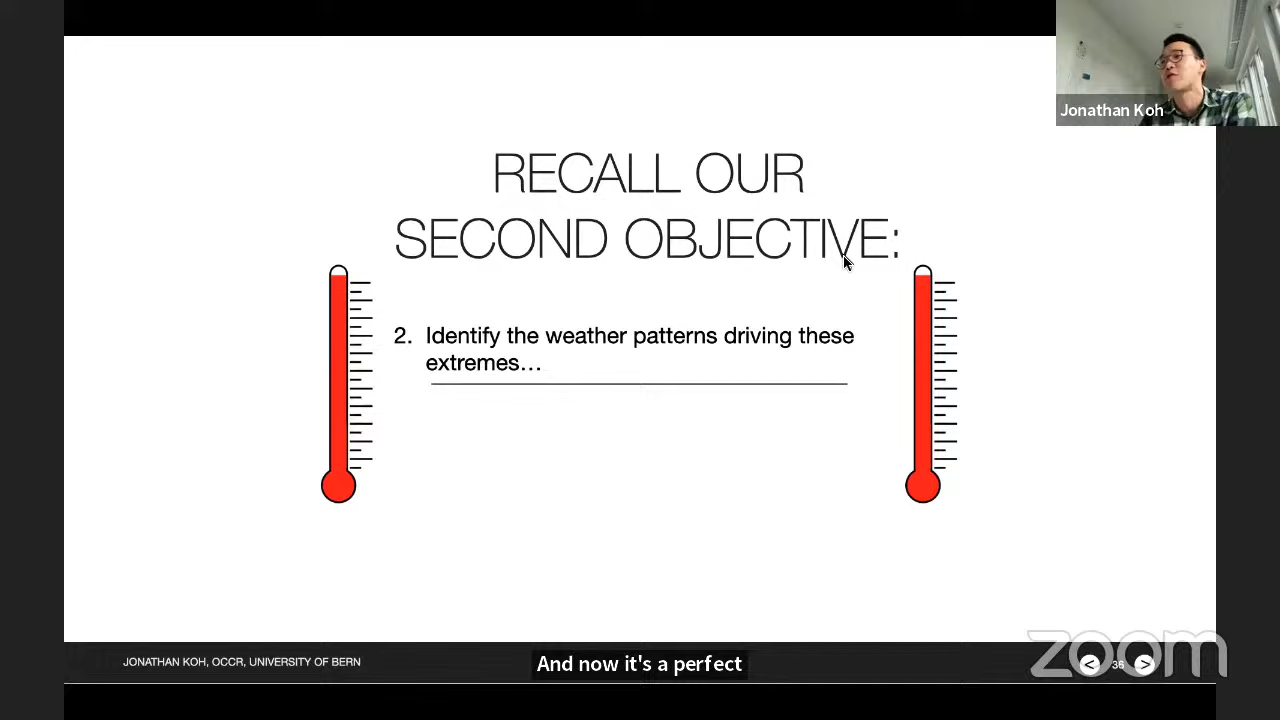 Jonathan Koh
RECALL OUR
SECOND OBJECTIVE:
2. Identify the weather patterns driving these
extremes…
JONATHAN KOH, OCCR, UNIVERSITY OF BERN
And now it's a perfect
zoom
< 36 >